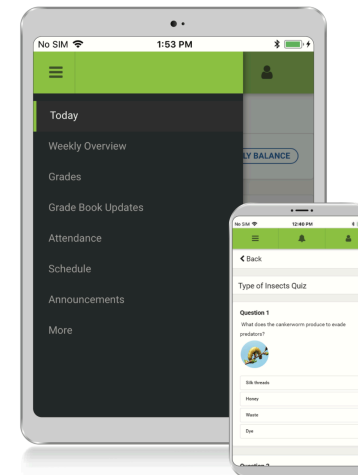 No SIM 1:53 PM
Today
LY BALANCE
Weekly Overview
Grades
Grade Book Updates
Attendance
Schedule
Announcements
More
No SIM 12:40 PM
Back
Type of Insects Quiz
Question 1
What does the cankerworm produce to evade
predators?
Silk threads
Honey
Waste
Dye
Question 2